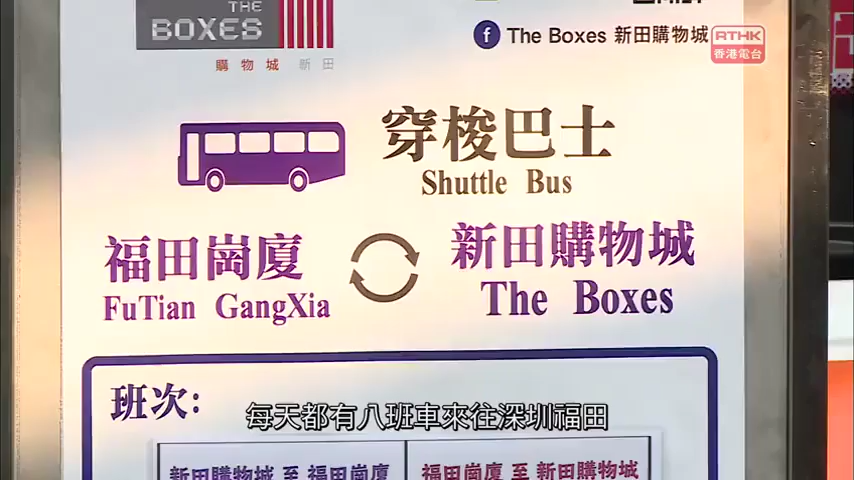 THE
BOXES
購物城 新田
The Boxes 新田購物城
RTHK
香港電台
穿梭巴士
Shuttle Bus
福田崗廈
FuTian GangXia
新田購物城
The Boxes
班次:
每天都有八班車來往深圳福田
新田購物城 至 福田崗廈
福田崗廈 至 新田購物城